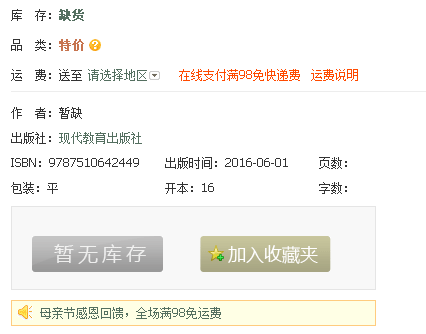 库　存：缺货
品　类：特价 ?
运　费：送至 请选择地区 在线支付满98免快递费 运费说明
作　者：暂缺
出版社：现代教育出版社
ISBN：9787510642449 出版时间：2016-06-01 页数：
包装：平 开本：16 字数：
暂无库存 加入收藏夹
母亲节感恩回馈，全场满98免运费